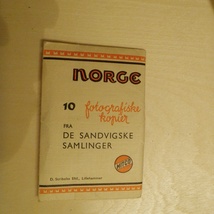 NORGE
10 fotografiske
kopier
FRA
DE SANDVIGSKE
SAMLINGER